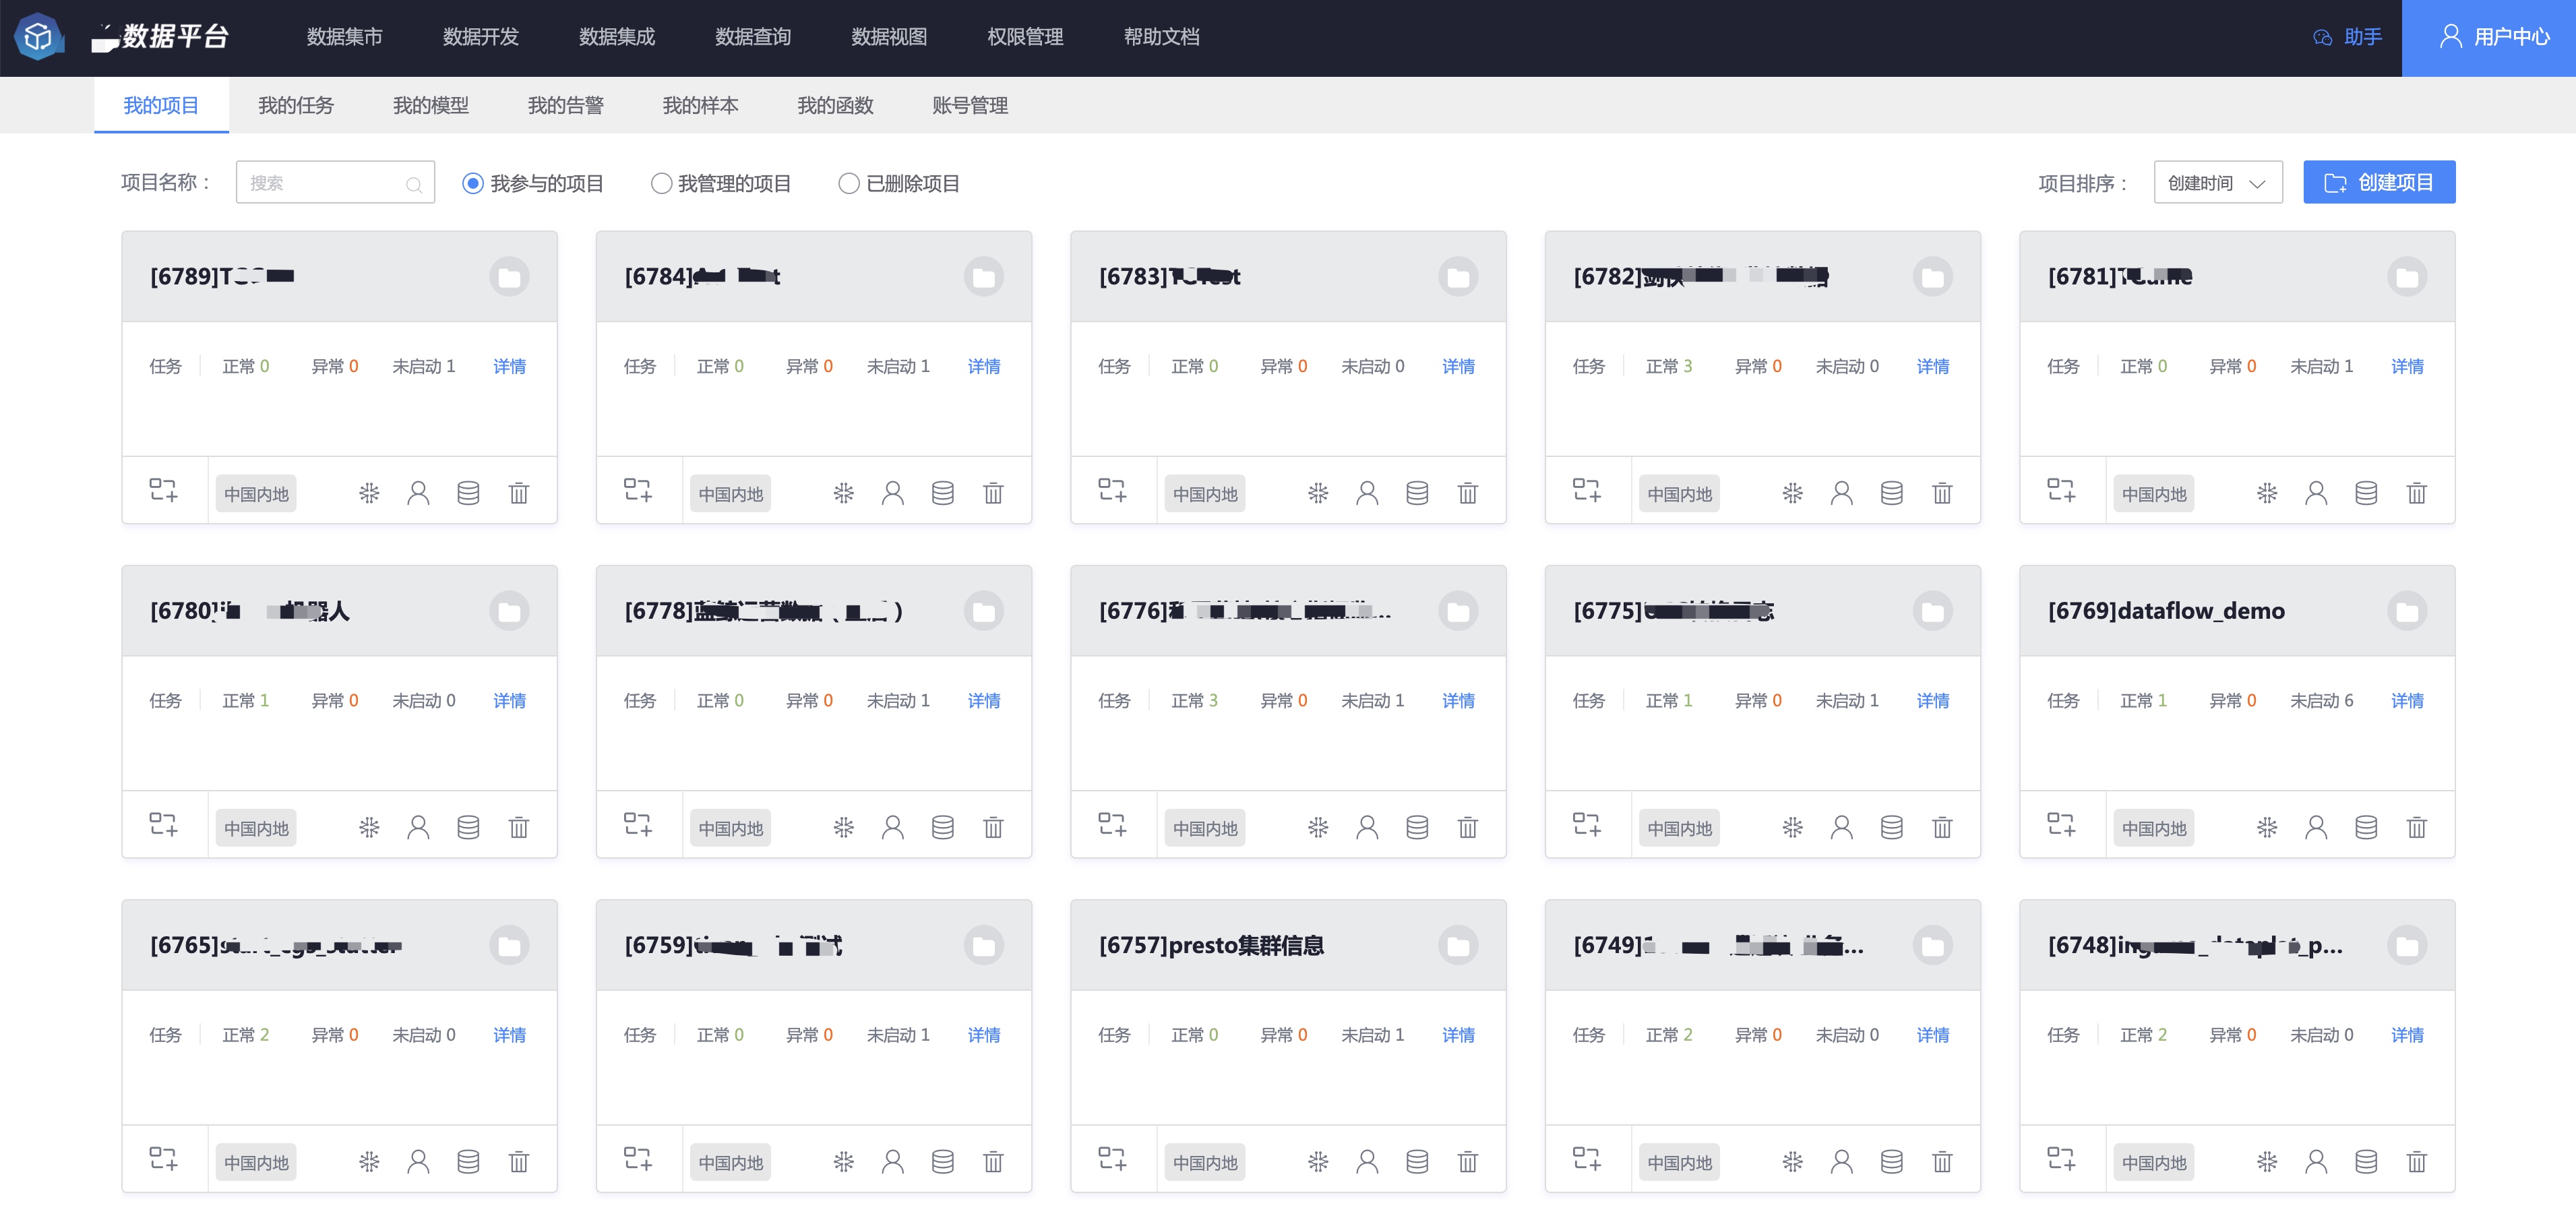 数据平台 数据集市 数据开发 数据集成 数据查询 数据视图 权限管理 帮助文档 助手 用户中心
我的项目 我的任务 我的模型 我的告警 我的样本 我的函数 账号管理
项目名称： 搜索 我参与的项目 我管理的项目 已删除项目 项目排序： 创建时间 创建项目
[6789] [6784] [6783] [6782] [6781]
任务 正常 0 异常 0 未启动 1 详情 任务 正常 0 异常 0 未启动 1 详情 任务 正常 0 异常 0 未启动 0 详情 任务 正常 3 异常 0 未启动 0 详情 任务 正常 0 异常 0 未启动 1 详情
中国内地 中国内地 中国内地 中国内地 中国内地
[6780] 机器人 [6778] [6776] [6775] [6769]dataflow_demo
任务 正常 1 异常 0 未启动 0 详情 任务 正常 0 异常 0 未启动 1 详情 任务 正常 3 异常 0 未启动 1 详情 任务 正常 1 异常 0 未启动 1 详情 任务 正常 1 异常 0 未启动 6 详情
中国内地 中国内地 中国内地 中国内地 中国内地
[6765] [6759] 测试 [6757]presto集群信息 [6749] ... [6748] _p...
任务 正常 2 异常 0 未启动 0 详情 任务 正常 0 异常 0 未启动 1 详情 任务 正常 0 异常 0 未启动 1 详情 任务 正常 2 异常 0 未启动 0 详情 任务 正常 2 异常 0 未启动 0 详情
中国内地 中国内地 中国内地 中国内地 中国内地